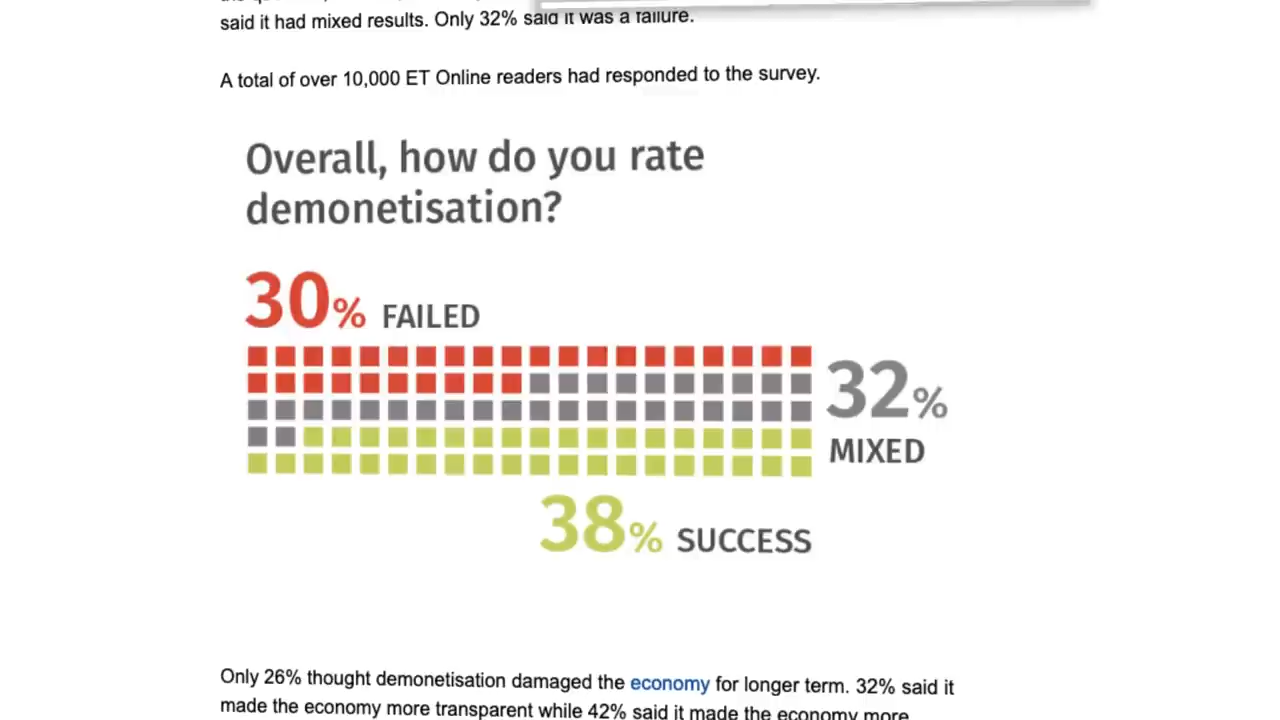 said it had mixed results. Only 32% said it was a failure.
A total of over 10,000 ET Online readers had responded to the survey.
Overall, how do you rate
demonetisation?
30% FAILED
32%
MIXED
38% SUCCESS
Only 26% thought demonetisation damaged the economy for longer term. 32% said it
made the economy more transparent while 42% said it made the economy more